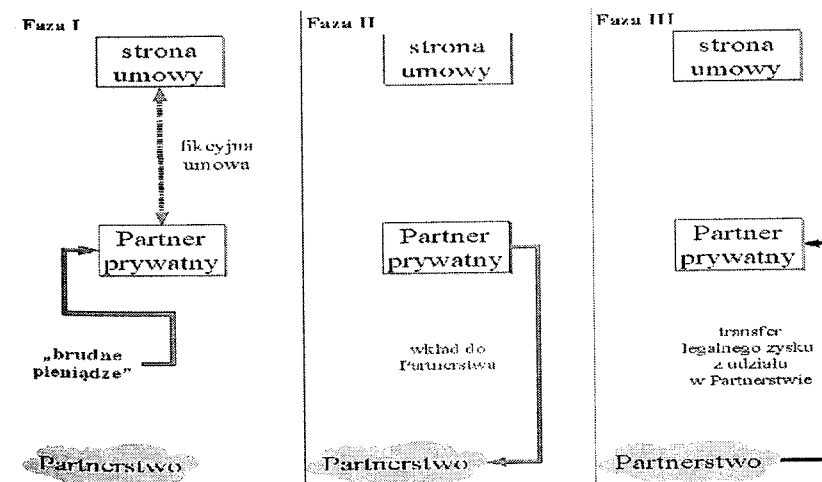 Faza I
strona
umowy
fikcyjna
umowa
Partner
prywatny
„brudne
pieniądze”
Partnerstwo
Faza II
strona
umowy
Partner
prywatny
wkład do
Partnerstwa
Partnerstwo
Faza III
strona
umowy
Partner
prywatny
transfer
legalnego zysku
z udziału
w Partnerstwie
Partnerstwo